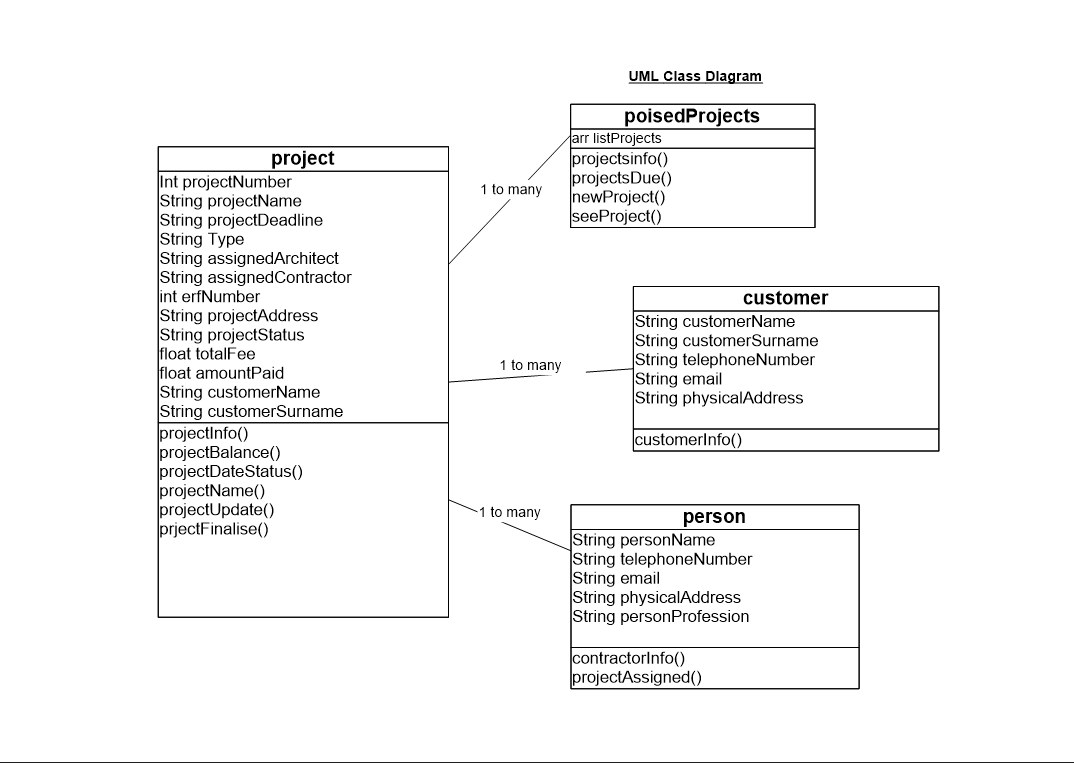 UML Class Diagram
poisedProjects
arr listProjects
projectsinfo()
projectsDue()
newProject()
seeProject()
project
Int projectNumber
String projectName
String projectDeadline
String Type
String assignedArchitect
String assignedContractor
int erfNumber
String projectAddress
String projectStatus
float totalFee
float amountPaid
String customerName
String customerSurname
projectInfo()
projectBalance()
projectDateStatus()
projectName()
projectUpdate()
prjectFinalise()
1 to many
1 to many
1 to many
customer
String customerName
String customerSurname
String telephoneNumber
String email
String physicalAddress
customerInfo()
person
String personName
String telephoneNumber
String email
String physicalAddress
String personProfession
contractorInfo()
projectAssigned()